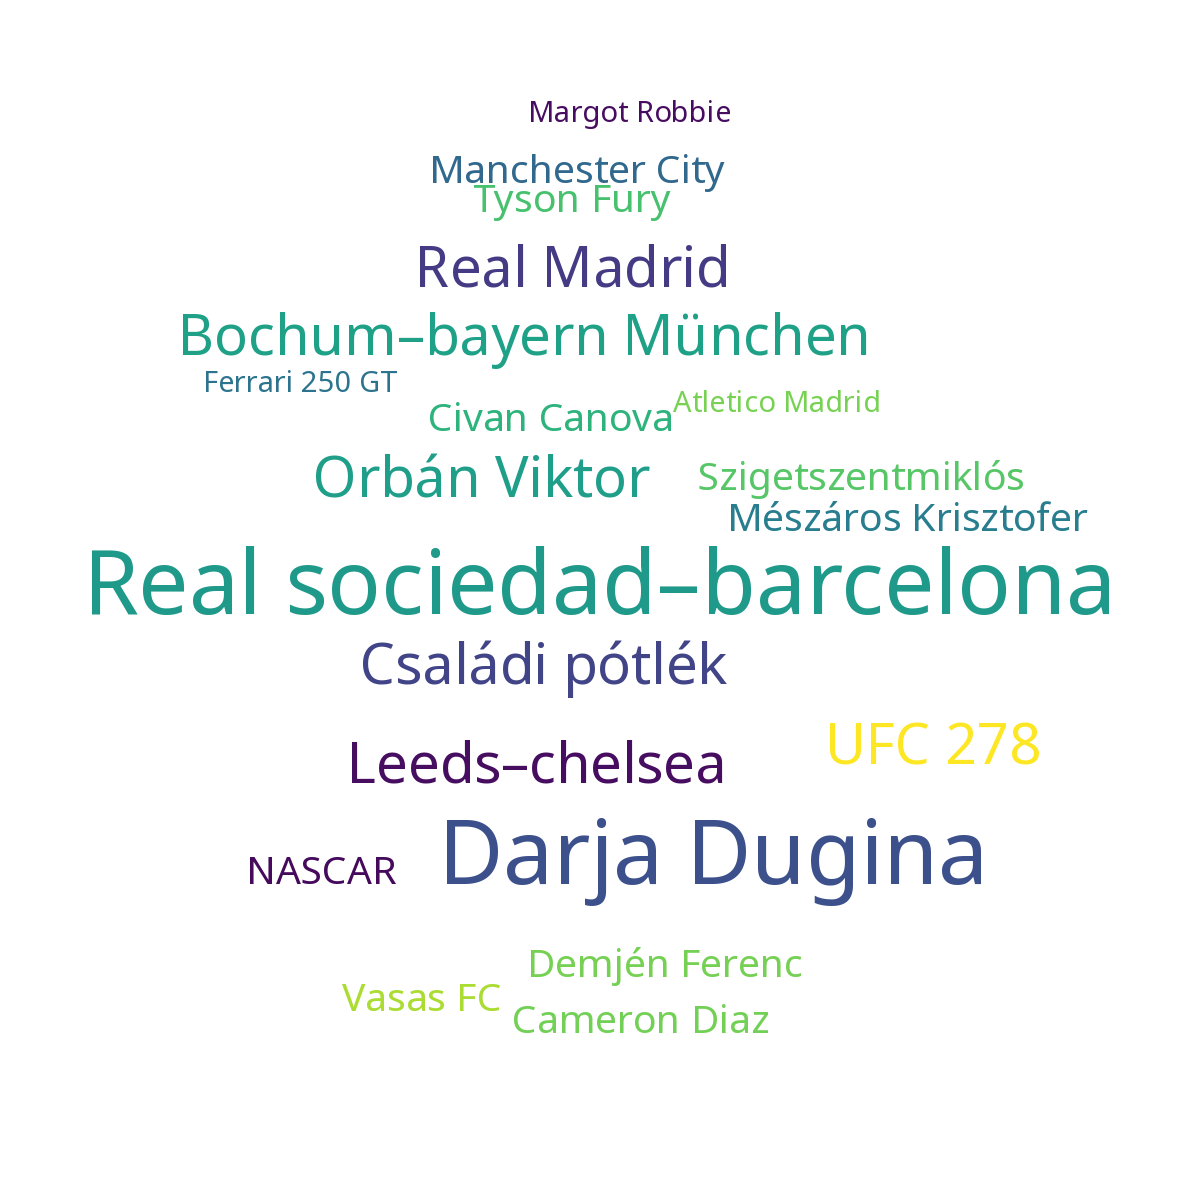 Margot Robbie
Manchester City
Tyson Fury
Real Madrid
Bochum–bayern München
Ferrari 250 GT
Atletico Madrid
Civan Canova
Orbán Viktor
Szigetszentmiklós
Mészáros Krisztofer
Real sociedad–barcelona
Családi pótlék
UFC 278
Leeds–chelsea
Darja Dugina
NASCAR
Demjén Ferenc
Vasas FC
Cameron Diaz